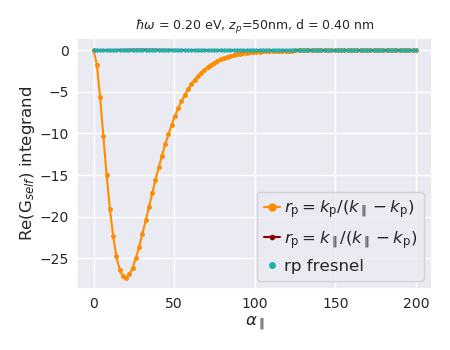 ℏω = 0.20 eV, zₚ=50nm, d = 0.40 nm
Re(G_self) integrand
0
−5
−10
−15
−20
−25
r_p = k_p/(k_∥ − k_p)
r_p = k_∥/(k_∥ − k_p)
rp fresnel
0 50 100 150 200
α_∥